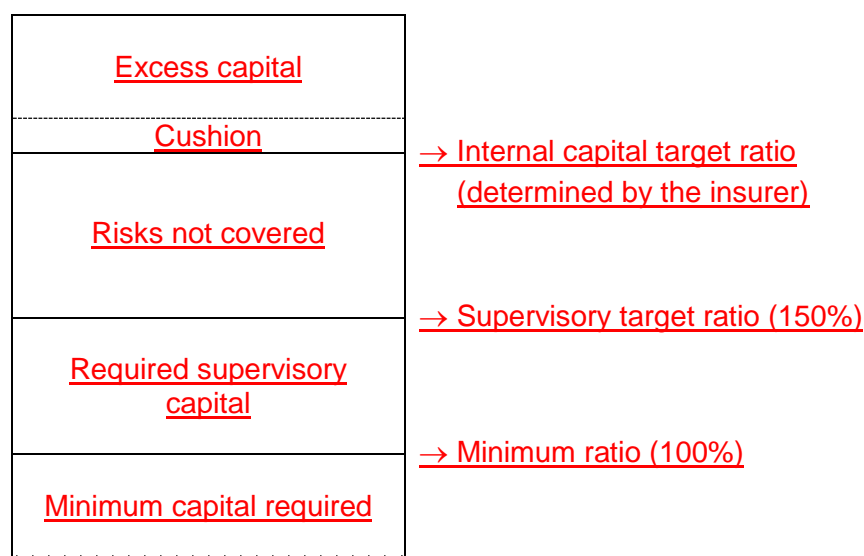 Excess capital
Cushion
→ Internal capital target ratio
(determined by the insurer)
Risks not covered
→ Supervisory target ratio (150%)
Required supervisory
capital
→ Minimum ratio (100%)
Minimum capital required